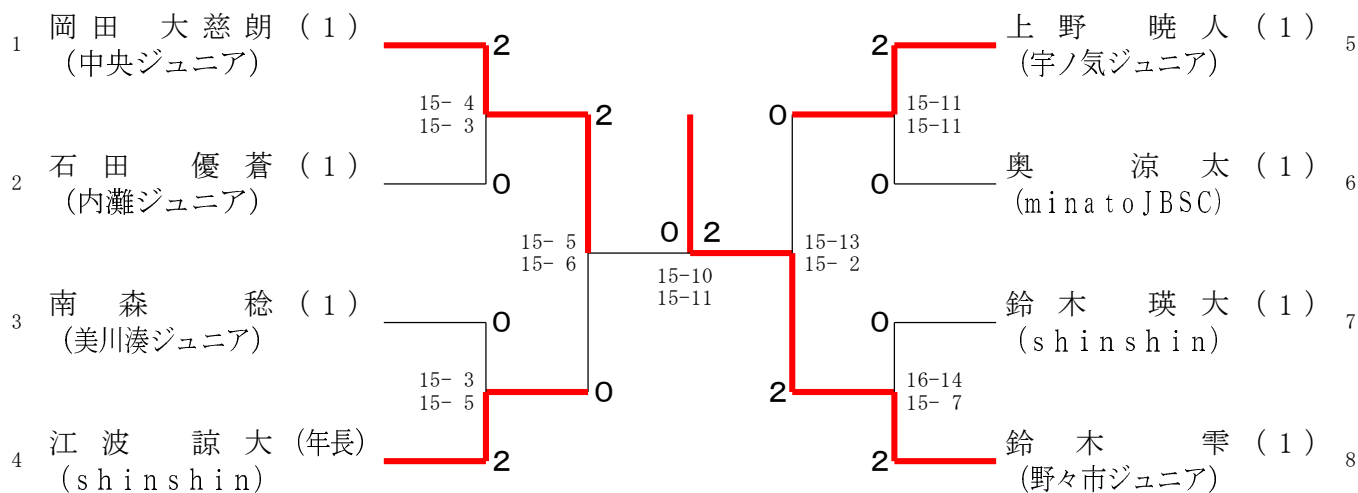 1 岡田 大慈朗 (1)
(中央ジュニア)
2 石田 優蒼 (1)
(内灘ジュニア)
3 南森 稔 (1)
(美川湊ジュニア)
4 江波 諒大 (年長)
(shinshin)
2
15- 4
15- 3
0
2
15- 5
15- 6
0
15- 3
15- 5
0
2
0 2
15-10
15-11
2
15-11
15-11
0
0
15-13
15- 2
0
16-14
15- 7
2
2
上野 暁人 (1) 5
(宇ノ気ジュニア)
奥 涼太 (1) 6
(minatoJBSC)
鈴木 瑛大 (1) 7
(shinshin)
鈴木 雫 (1) 8
(野々市ジュニア)